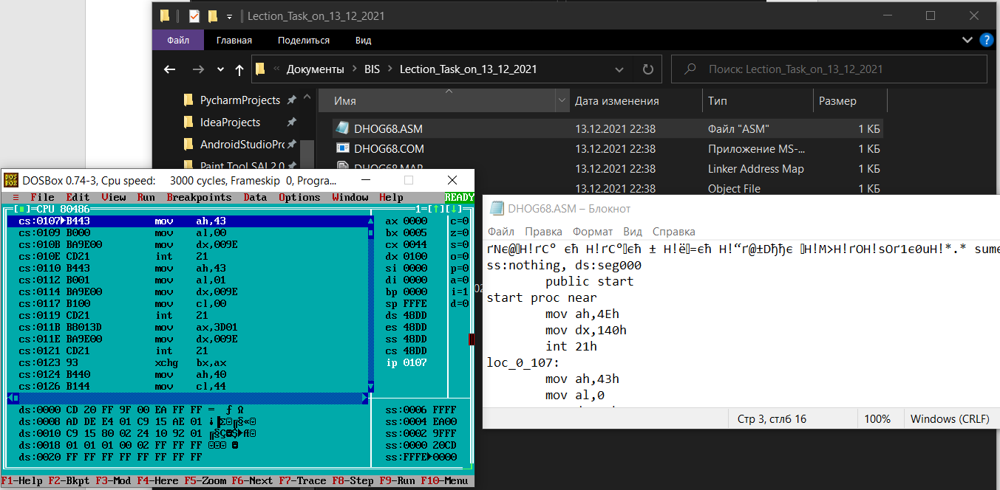 Lection_Task_on_13_12_2021
Файл Главная Поделиться Вид
Документы BIS Lection_Task_on_13_12_2021 Поиск: Lection_Task_on_13_12_2021
PycharmProjects
IdeaProjects
AndroidStudioPrc
Paint Tool SAI 2.0
Имя Дата изменения Тип Размер
DHOG68.ASM 13.12.2021 22:38 Файл "ASM" 1 КБ
DHOG68.COM 13.12.2021 22:38 Приложение MS-... 1 КБ
DHOG68.MAP 13.12.2021 22:38 Linker Address Map 1 КБ
13.12.2021 22:38 Object File 1 КБ
DOSBox 0.74-3, Cpu speed: 3000 cycles, Frameskip 0, Progra...
≡ File Edit View Run Breakpoints Data Options Window Help READY
[■]=CPU 80486 1=[↑][↓]
cs:0107►B443 mov ah,43 ax 0000 c=0
cs:0109 B000 mov al,00 bx 0005 z=0
cs:010B BA9E00 mov dx,009E cx 0044 s=0
cs:010E CD21 int 21 dx 0100 o=0
cs:0110 B443 mov ah,43 si 0000 p=0
cs:0112 B001 mov al,01 di 0000 a=0
cs:0114 BA9E00 mov dx,009E bp 0000 i=1
cs:0117 B100 mov cl,00 sp FFFE d=0
cs:0119 CD21 int 21 ds 48DD
cs:011B B8013D mov ax,3D01 es 48DD
cs:011E BA9E00 mov dx,009E ss 48DD
cs:0121 CD21 int 21 cs 48DD
cs:0123 93 xchg bx,ax ip 0107
cs:0124 B440 mov ah,40
cs:0126 B144 mov cl,44
ds:0000 CD 20 FF 9F 00 EA FF FF = ƒ Ω ss:0006 FFFF
ds:0008 AD DE E4 01 C9 15 AE 01 ss:0004 EA00
ds:0010 C9 15 80 02 24 10 92 01 ss:0002 9FFF
ds:0018 01 01 01 00 02 FF FF FF ss:0000 20CD
ds:0020 FF FF FF FF FF FF FF FF ss:FFFE►0000
F1-Help F2-Bkpt F3-Mod F4-Here F5-Zoom F6-Next F7-Trace F8-Step F9-Run F10-Menu
DHOG68.ASM – Блокнот
Файл Правка Формат Вид Справка
*.* sume
ss:nothing, ds:seg000
public start
start proc near
mov ah,4Eh
mov dx,140h
int 21h
loc_0_107:
mov ah,43h
mov al,0
Стр 3, стлб 16 100% Windows (CRLF)